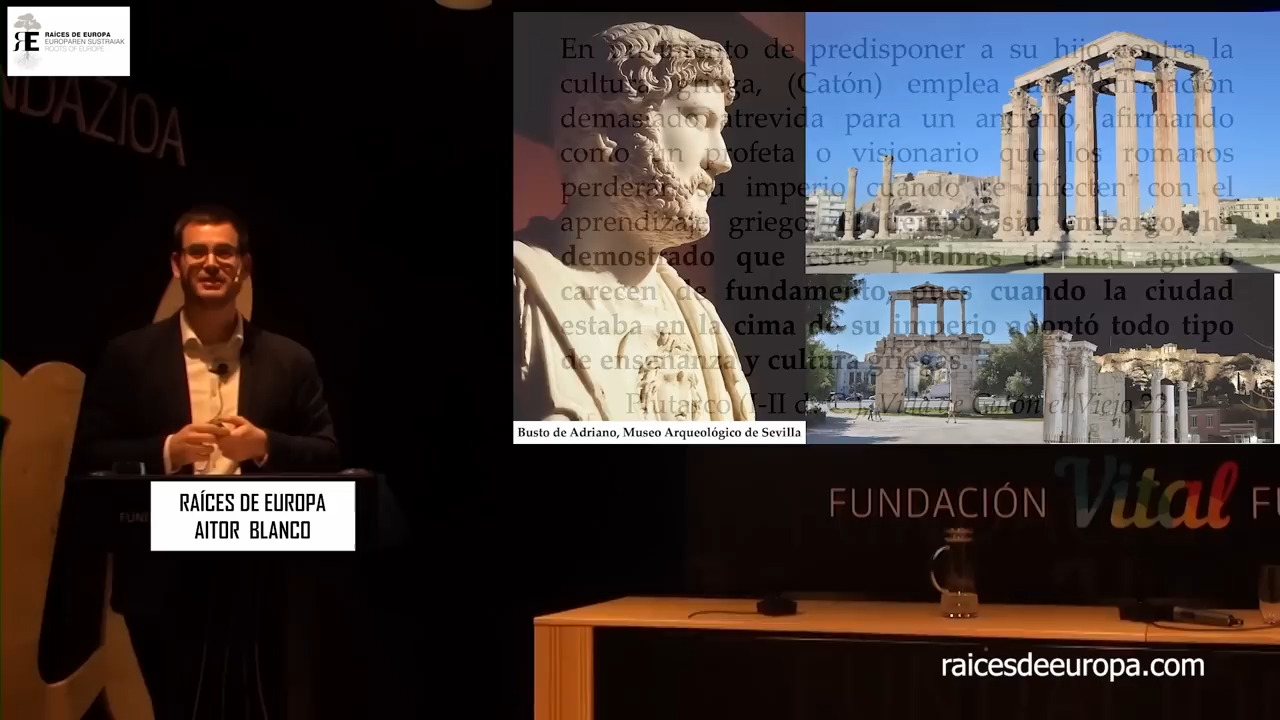 RAÍCES DE EUROPA
EUROPAREN SUSTRAIAK
ROOTS OF EUROPE
NDAZIOA
de predisponer a su hijo contra la
cultura griega, (Catón) emplea afirmación
demasiado atrevida para un anciano, afirmando
como un profeta o visionario que los romanos
perderán su imperio cuando se infecten con el
aprendizaje griego. El tiempo, sin embargo, ha
demostrado que estas palabras de mal agüero
carecen de fundamento, pues cuando la ciudad
estaba en la cima de su imperio adoptó todo tipo
de enseñanza y cultura griegas.
Plutarco (I-II d.C.), Vida de Catón el Viejo 22
Busto de Adriano, Museo Arqueológico de Sevilla
RAÍCES DE EUROPA
AITOR BLANCO
FUN
FUNDACIÓN Vital FU
raicesdeeuropa.com